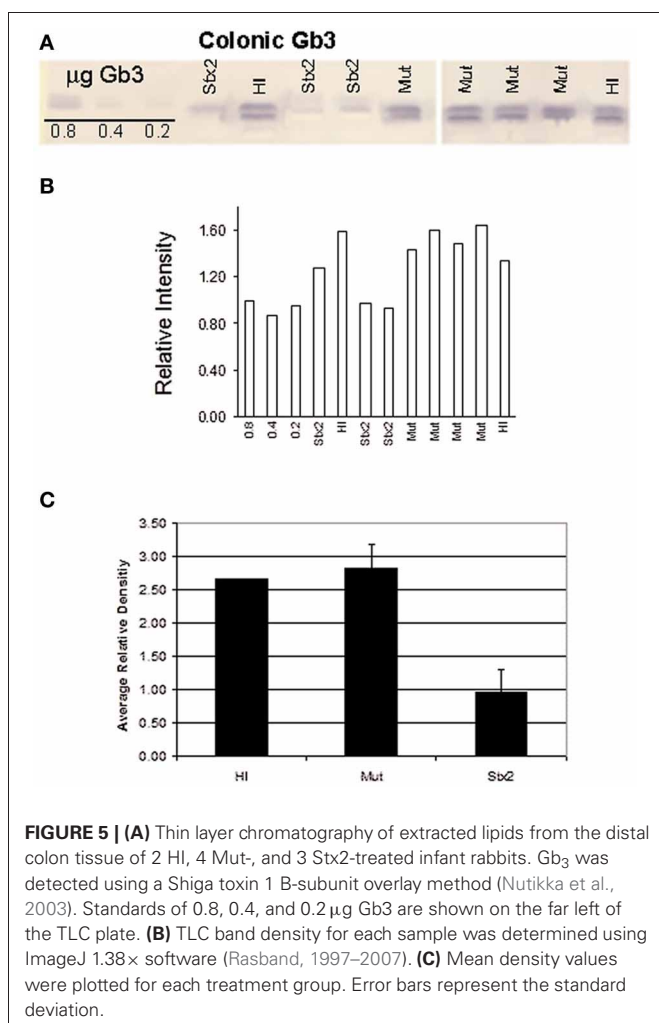 A
Colonic Gb3
µg Gb3
Stx2
HI
Stx2
Stx2
Mut
Mut
Mut
Mut
HI
0.8
0.4
0.2
B
Relative Intensity
1.60
1.20
0.80
0.40
0.00
0.8
0.4
0.2
Stx2
HI
Stx2
Stx2
Mut
Mut
Mut
Mut
HI
C
Average Relative Density
3.50
3.00
2.50
2.00
1.50
1.00
0.50
0.00
HI
Mut
Stx2
FIGURE 5 | (A) Thin layer chromatography of extracted lipids from the distal
colon tissue of 2 HI, 4 Mut-, and 3 Stx2-treated infant rabbits. Gb₃ was
detected using a Shiga toxin 1 B-subunit overlay method (Nutikka et al.,
2003). Standards of 0.8, 0.4, and 0.2 µg Gb3 are shown on the far left of
the TLC plate. (B) TLC band density for each sample was determined using
ImageJ 1.38× software (Rasband, 1997–2007). (C) Mean density values
were plotted for each treatment group. Error bars represent the standard
deviation.